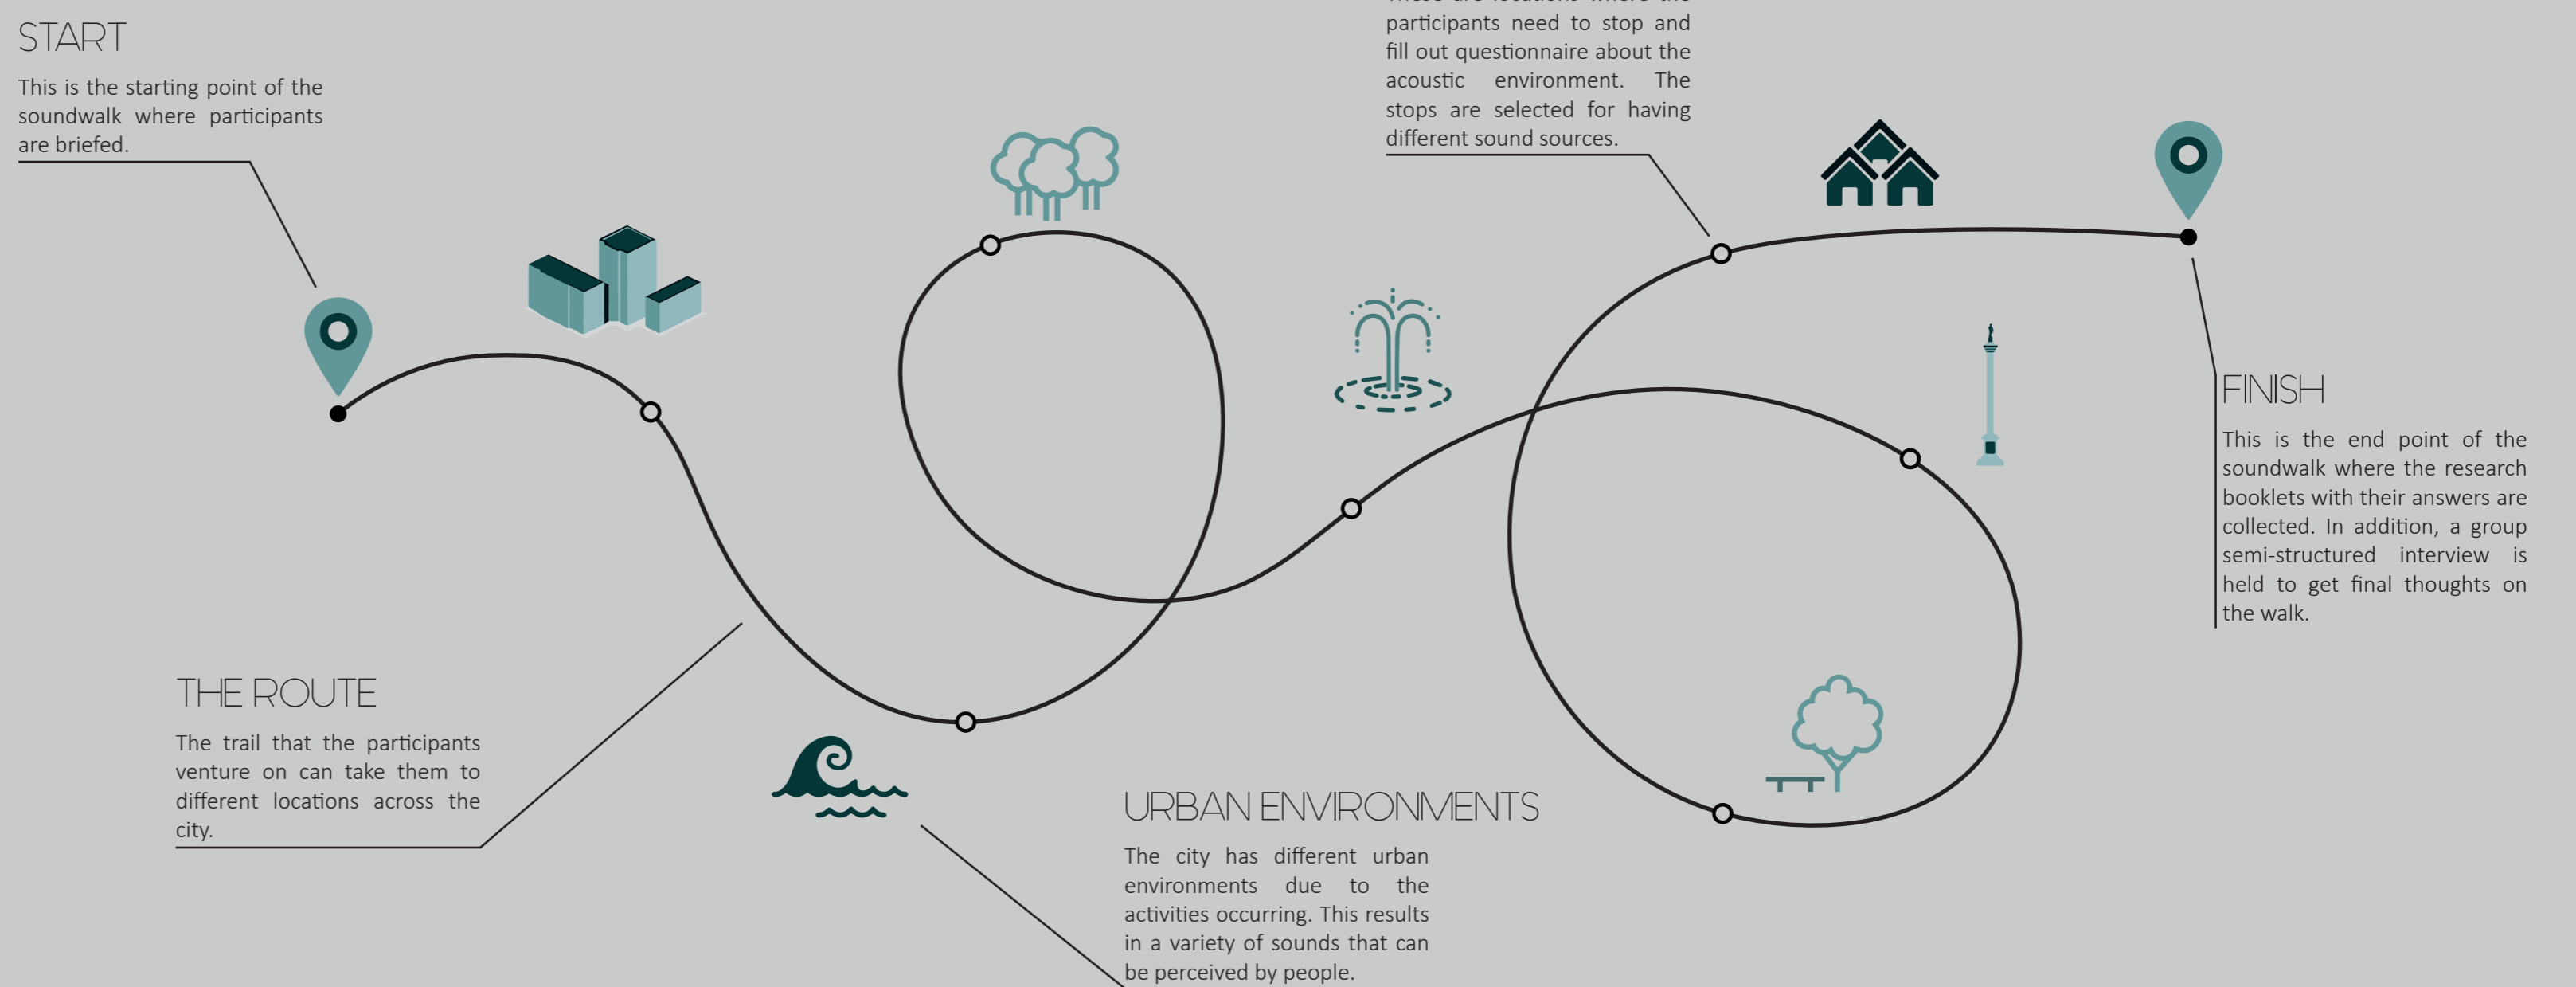 START
This is the starting point of the
soundwalk where participants
are briefed.
participants need to stop and
fill out questionnaire about the
acoustic environment. The
stops are selected for having
different sound sources.
FINISH
This is the end point of the
soundwalk where the research
booklets with their answers are
collected. In addition, a group
semi-structured interview is
held to get final thoughts on
the walk.
THE ROUTE
The trail that the participants
venture on can take them to
different locations across the
city.
URBAN ENVIRONMENTS
The city has different urban
environments due to the
activities occurring. This results
in a variety of sounds that can
be perceived by people.